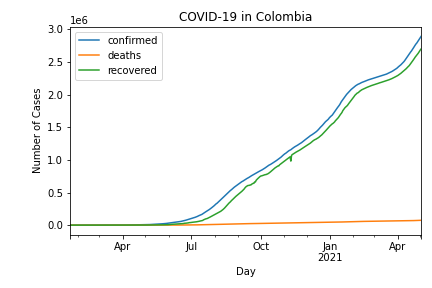 COVID-19 in Colombia
1e6
confirmed
deaths
recovered
3.0
2.5
2.0
1.5
1.0
0.5
0.0
Number of Cases
Apr Jul Oct Jan Apr
2021
Day